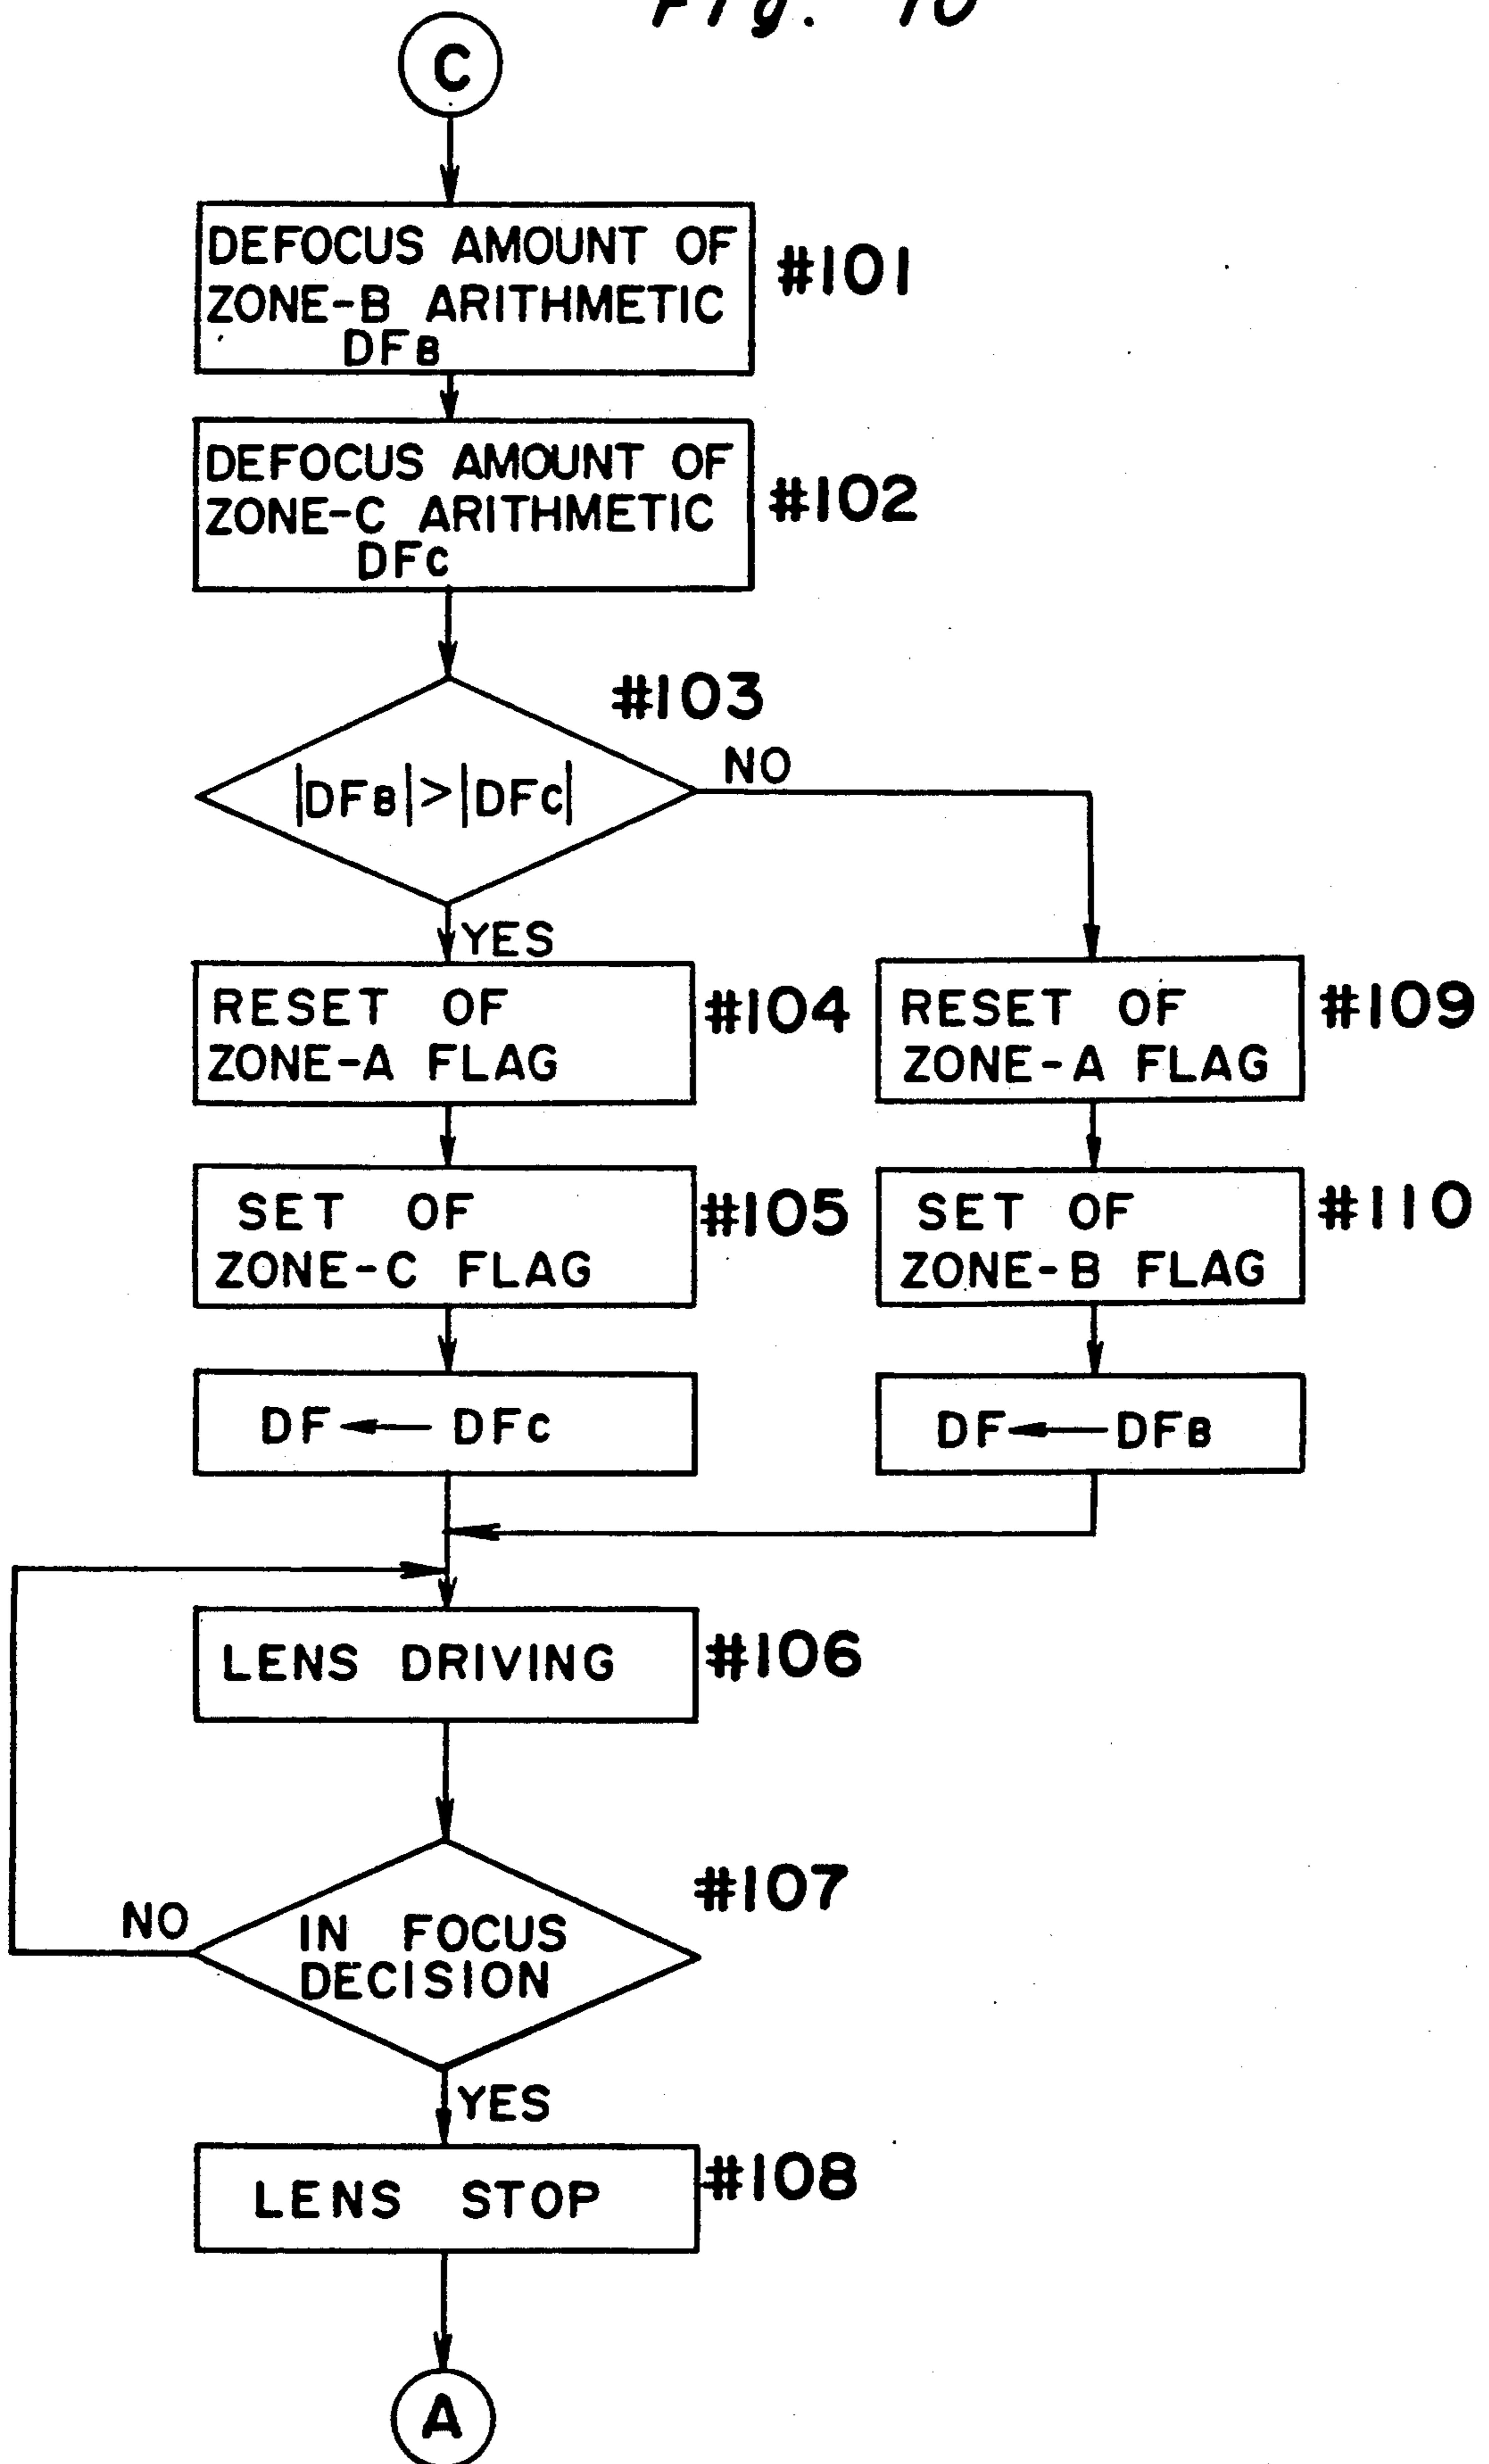 Fig. 10
C
DEFOCUS AMOUNT OF
ZONE-B ARITHMETIC
DFB
#101
DEFOCUS AMOUNT OF
ZONE-C ARITHMETIC
DFC
#102
#103
|DFB|>|DFC|
NO
YES
RESET OF
ZONE-A FLAG
#104
RESET OF
ZONE-A FLAG
#109
SET OF
ZONE-C FLAG
#105
SET OF
ZONE-B FLAG
#110
DF ← DFC
DF ← DFB
LENS DRIVING
#106
#107
NO
IN FOCUS
DECISION
YES
LENS STOP
#108
A